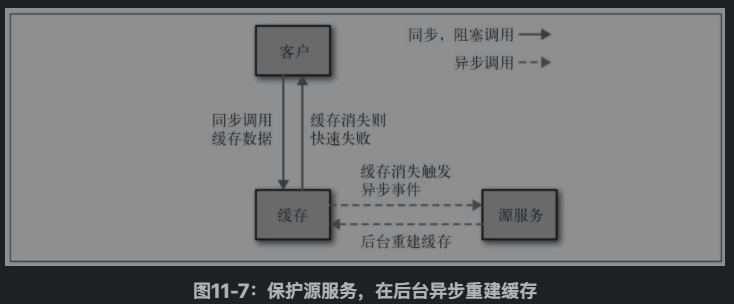 客户
同步，阻塞调用
异步调用
同步调用
缓存数据
缓存消失则
快速失败
缓存消失触发
异步事件
缓存
源服务
后台重建缓存
图11-7：保护源服务，在后台异步重建缓存